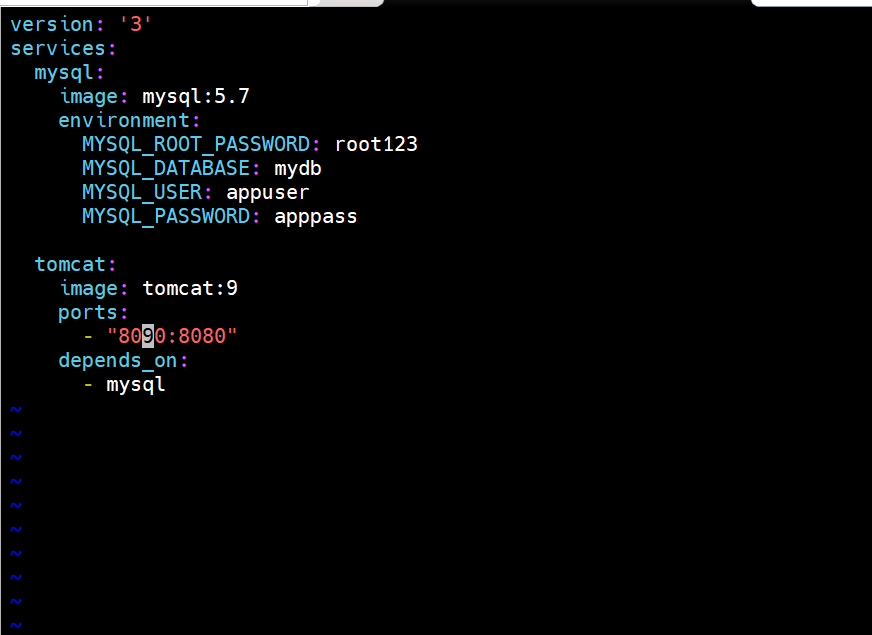 version: '3'
services:
  mysql:
    image: mysql:5.7
    environment:
      MYSQL_ROOT_PASSWORD: root123
      MYSQL_DATABASE: mydb
      MYSQL_USER: appuser
      MYSQL_PASSWORD: apppass

  tomcat:
    image: tomcat:9
    ports:
      - "8090:8080"
    depends_on:
      - mysql
~
~
~
~
~
~
~
~
~
~